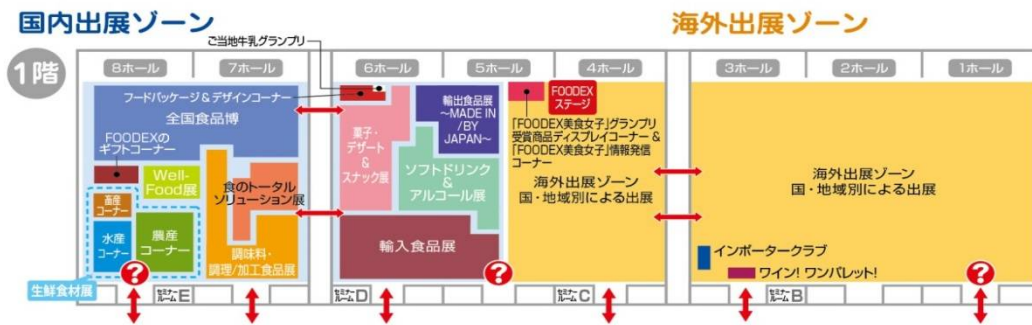 国内出展ゾーン
海外出展ゾーン
ご当地牛乳グランプリ
1階
8ホール
7ホール
6ホール
5ホール
4ホール
3ホール
2ホール
1ホール
フードパッケージ&デザインコーナー
全国食品博
FOODEXの
ギフトコーナー
Well-
Food展
畜産
コーナー
水産
コーナー
農産
コーナー
生鮮食材展
食のトータル
ソリューション展
調味料・
調理/加工食品展
菓子・
デザート
&
スナック展
輸出食品展
~MADE IN
/BY
JAPAN~
ソフトドリンク
&
アルコール展
輸入食品展
FOODEX
ステージ
「FOODEX美食女子」グランプリ
受賞商品ディスプレイコーナー&
「FOODEX美食女子」情報発信
コーナー
海外出展ゾーン
国・地域別による出展
海外出展ゾーン
国・地域別による出展
インポータークラブ
ワイン!ワンパレット!
?
?
?
セミナー
ルームE
セミナー
ルームD
セミナー
ルームC
セミナー
ルームB